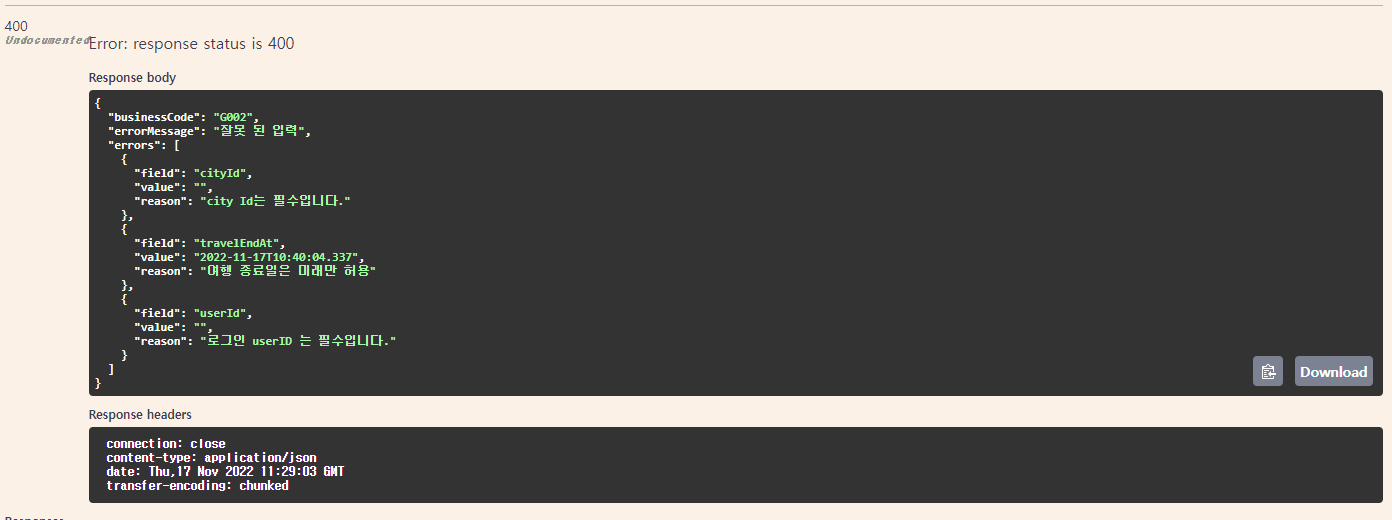 400
Undocumented
Error: response status is 400
Response body
{
"businessCode": "G002",
"errorMessage": "잘못 된 입력",
"errors": [
{
"field": "cityId",
"value": "",
"reason": "city Id는 필수입니다."
},
{
"field": "travelEndAt",
"value": "2022-11-17T10:40:04.337",
"reason": "여행 종료일은 미래만 허용"
},
{
"field": "userId",
"value": "",
"reason": "로그인 userID 는 필수입니다."
}
]
}
Download
Response headers
connection: close
content-type: application/json
date: Thu,17 Nov 2022 11:29:03 GMT
transfer-encoding: chunked